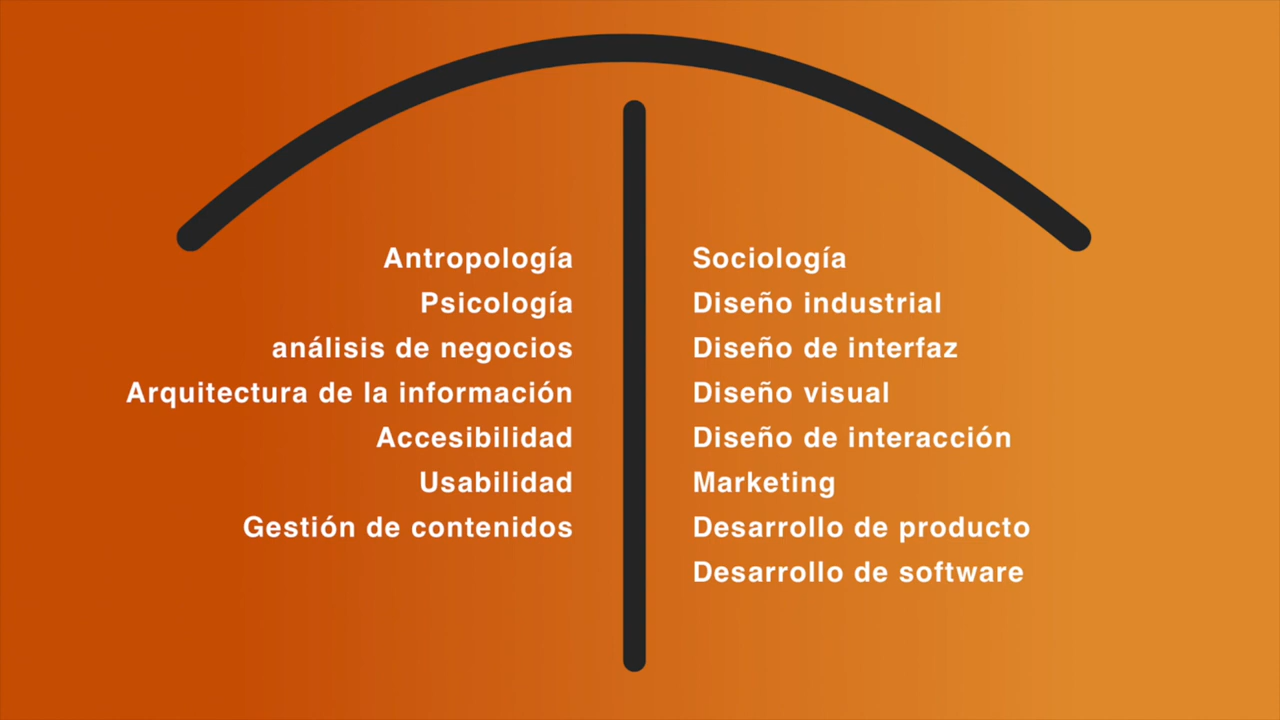 Antropología
Psicología
análisis de negocios
Arquitectura de la información
Accesibilidad
Usabilidad
Gestión de contenidos
Sociología
Diseño industrial
Diseño de interfaz
Diseño visual
Diseño de interacción
Marketing
Desarrollo de producto
Desarrollo de software